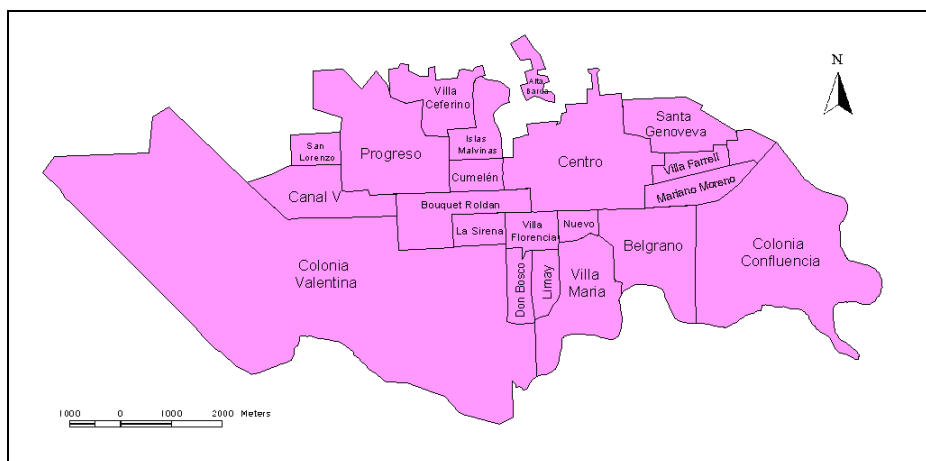 N
Alta
Barda
Villa
Ceferino
Santa
Genoveva
San
Lorenzo
Progreso
Islas
Malvinas
Centro
Villa Farrell
Cumelén
Mariano Moreno
Canal V
Bouquet Roldan
La Sirena
Villa
Florencia
Nuevo
Belgrano
Colonia
Confluencia
Colonia
Valentina
Don Bosco
Limay
Villa
Maria
1000 0 1000 2000 Meters